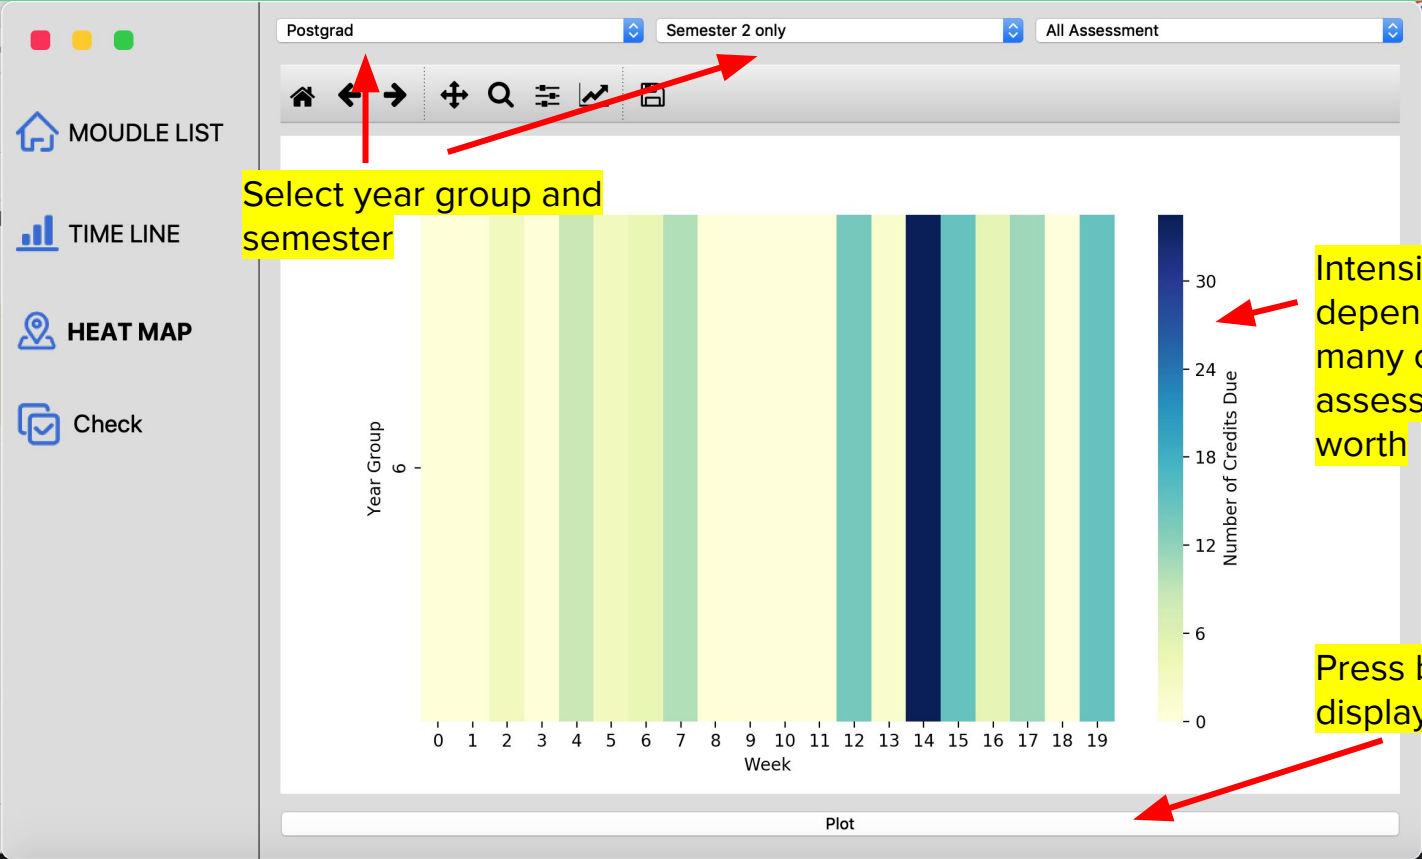 Postgrad
Semester 2 only
All Assessment
MOUDLE LIST
TIME LINE
HEAT MAP
Check
Select year group and
semester
Year Group
6
0 1 2 3 4 5 6 7 8 9 10 11 12 13 14 15 16 17 18 19
Week
30
24
18
12
6
0
Number of Credits Due
many
worth
Press
display
Plot